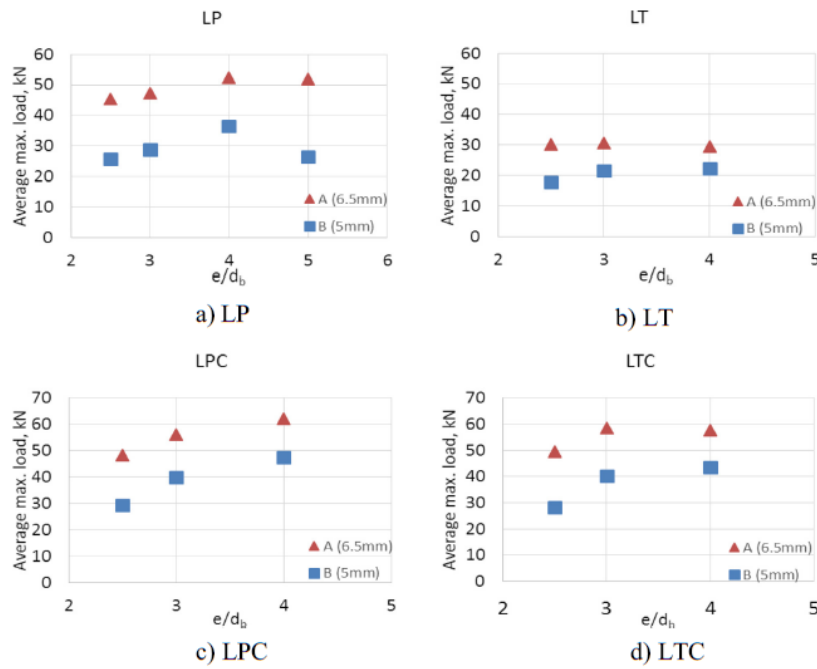 LP
60
50
40
30
20
10
0
Average max. load, kN
A (6.5mm)
B (5mm)
2 3 4 5 6
e/d_b
a) LP
LT
60
50
40
30
20
10
0
Average max. load, kN
A (6.5mm)
B (5mm)
2 3 4 5
e/d_b
b) LT
LPC
70
60
50
40
30
20
10
0
Average max. load, kN
A (6.5mm)
B (5mm)
2 3 4 5
e/d_b
c) LPC
LTC
70
60
50
40
30
20
10
0
Average max. load, kN
A (6.5mm)
B (5mm)
2 3 4 5
e/d_h
d) LTC